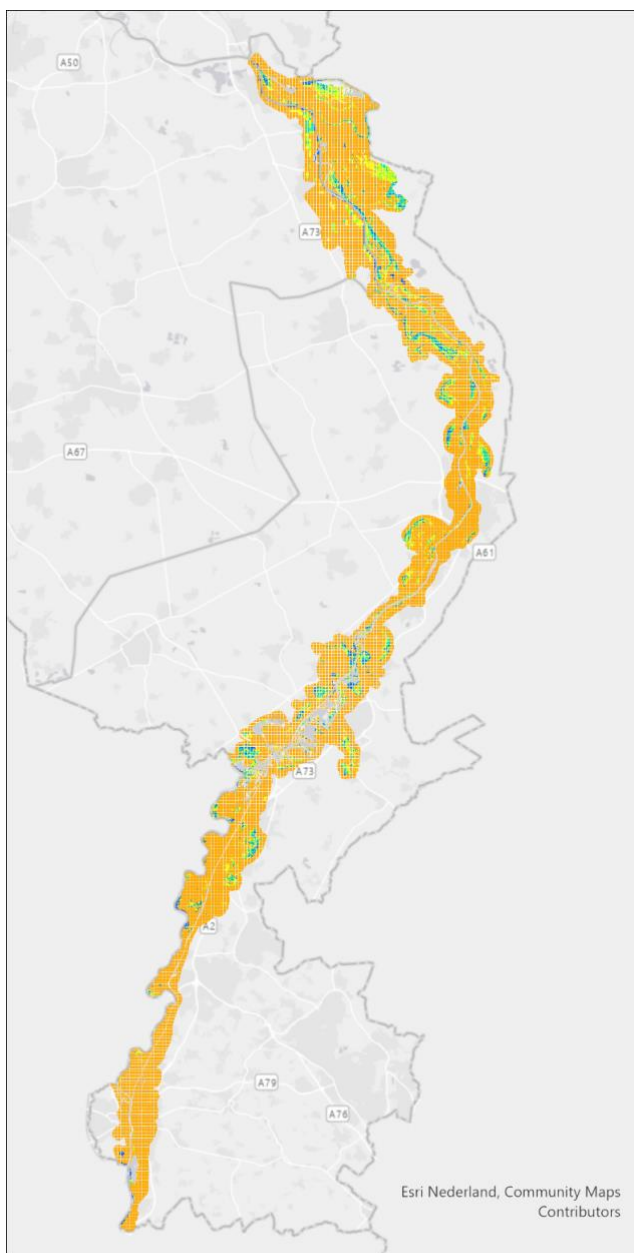 A50
A73
A67
A61
A73
A2
A79
A76
Esri Nederland, Community Maps
Contributors